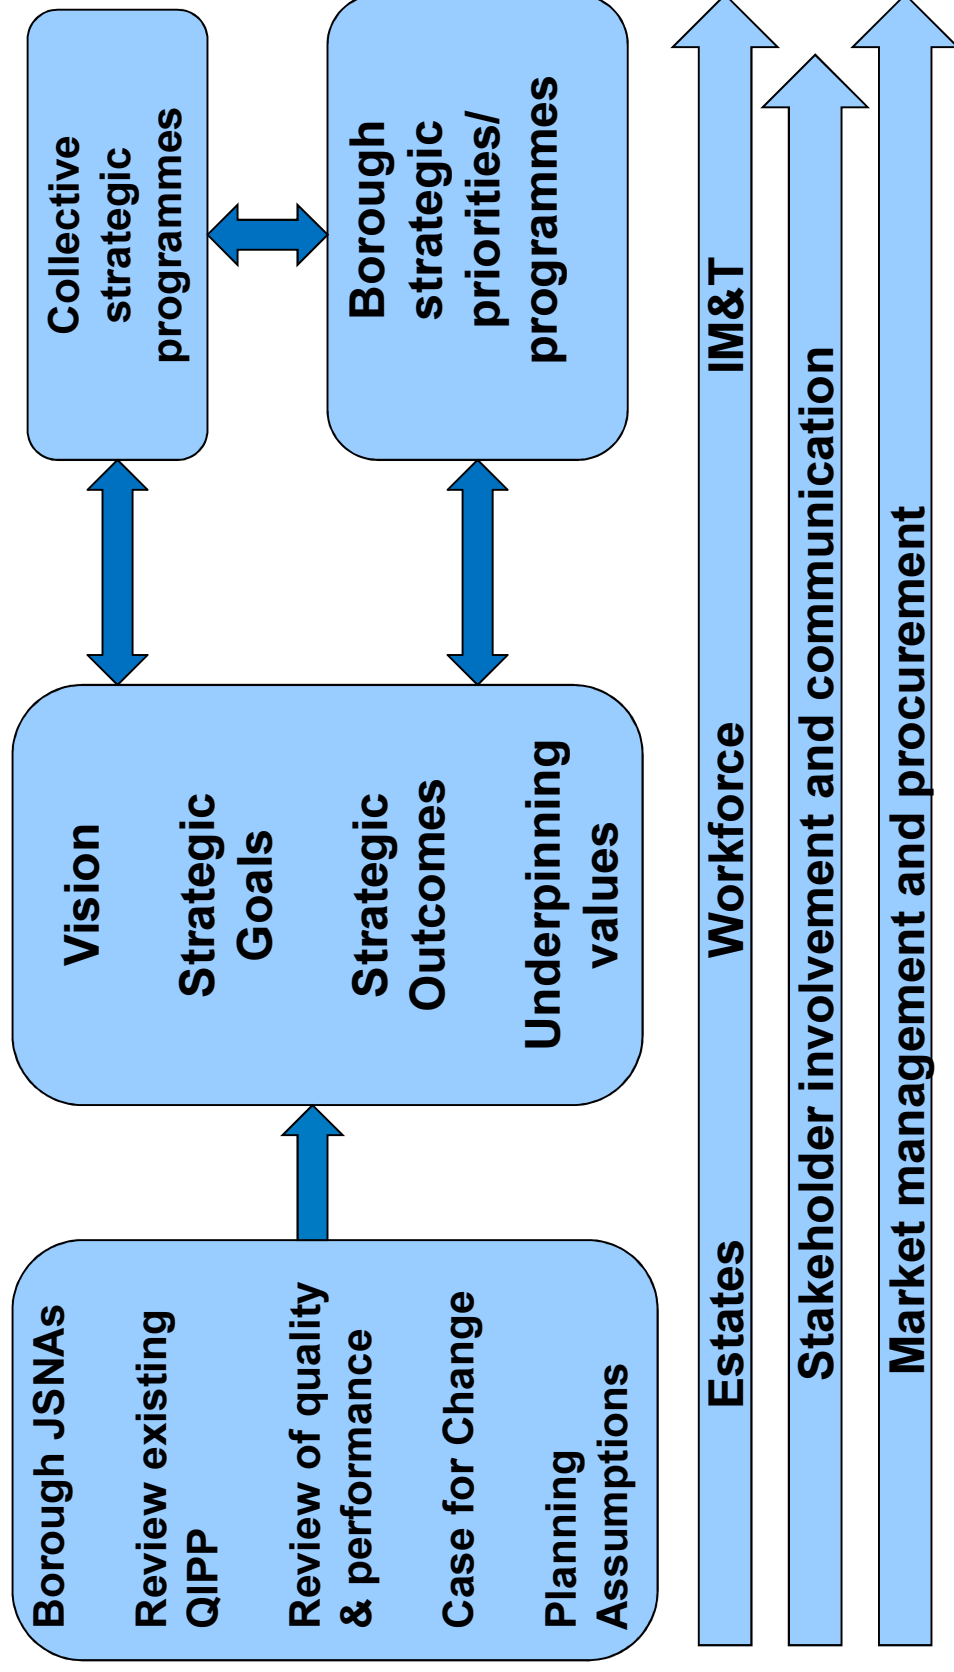 Borough JSNAs
Review existing
QIPP
Review of quality
& performance
Case for Change
Planning
Assumptions
Vision
Strategic
Goals
Strategic
Outcomes
Underpinning
values
Collective
strategic
programmes
Borough
strategic
priorities/
programmes
Estates Workforce IM&T
Stakeholder involvement and communication
Market management and procurement